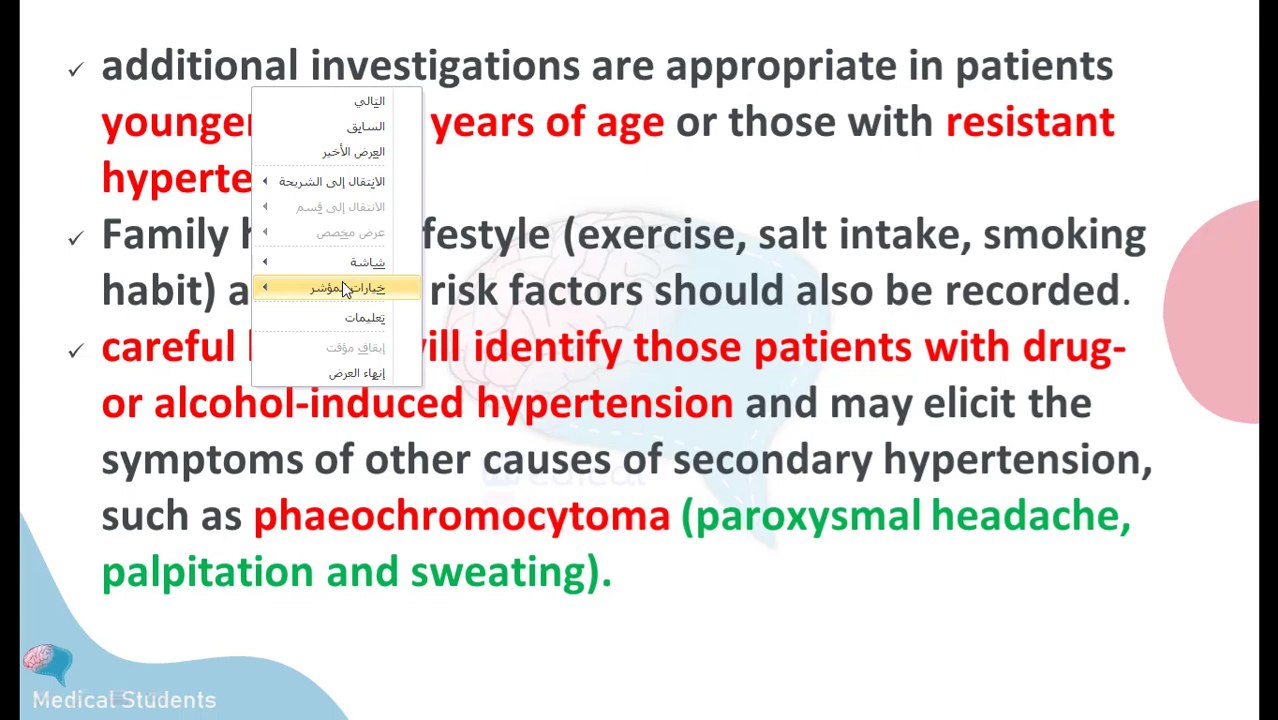 ✓ additional investigations are appropriate in patients
younger years of age or those with resistant
hyperte
✓ Family festyle (exercise, salt intake, smoking
habit) a risk factors should also be recorded.
✓ careful ill identify those patients with drug-
or alcohol-induced hypertension and may elicit the
symptoms of other causes of secondary hypertension,
such as phaeochromocytoma (paroxysmal headache,
palpitation and sweating).
التالي
السابق
العرض الأخير
الانتقال إلى الشريحة
الانتقال إلى قسم
عرض مخصص
شاشة
خيارات المؤشر
تعليمات
إيقاف مؤقت
إنهاء العرض
edical
Medical Students